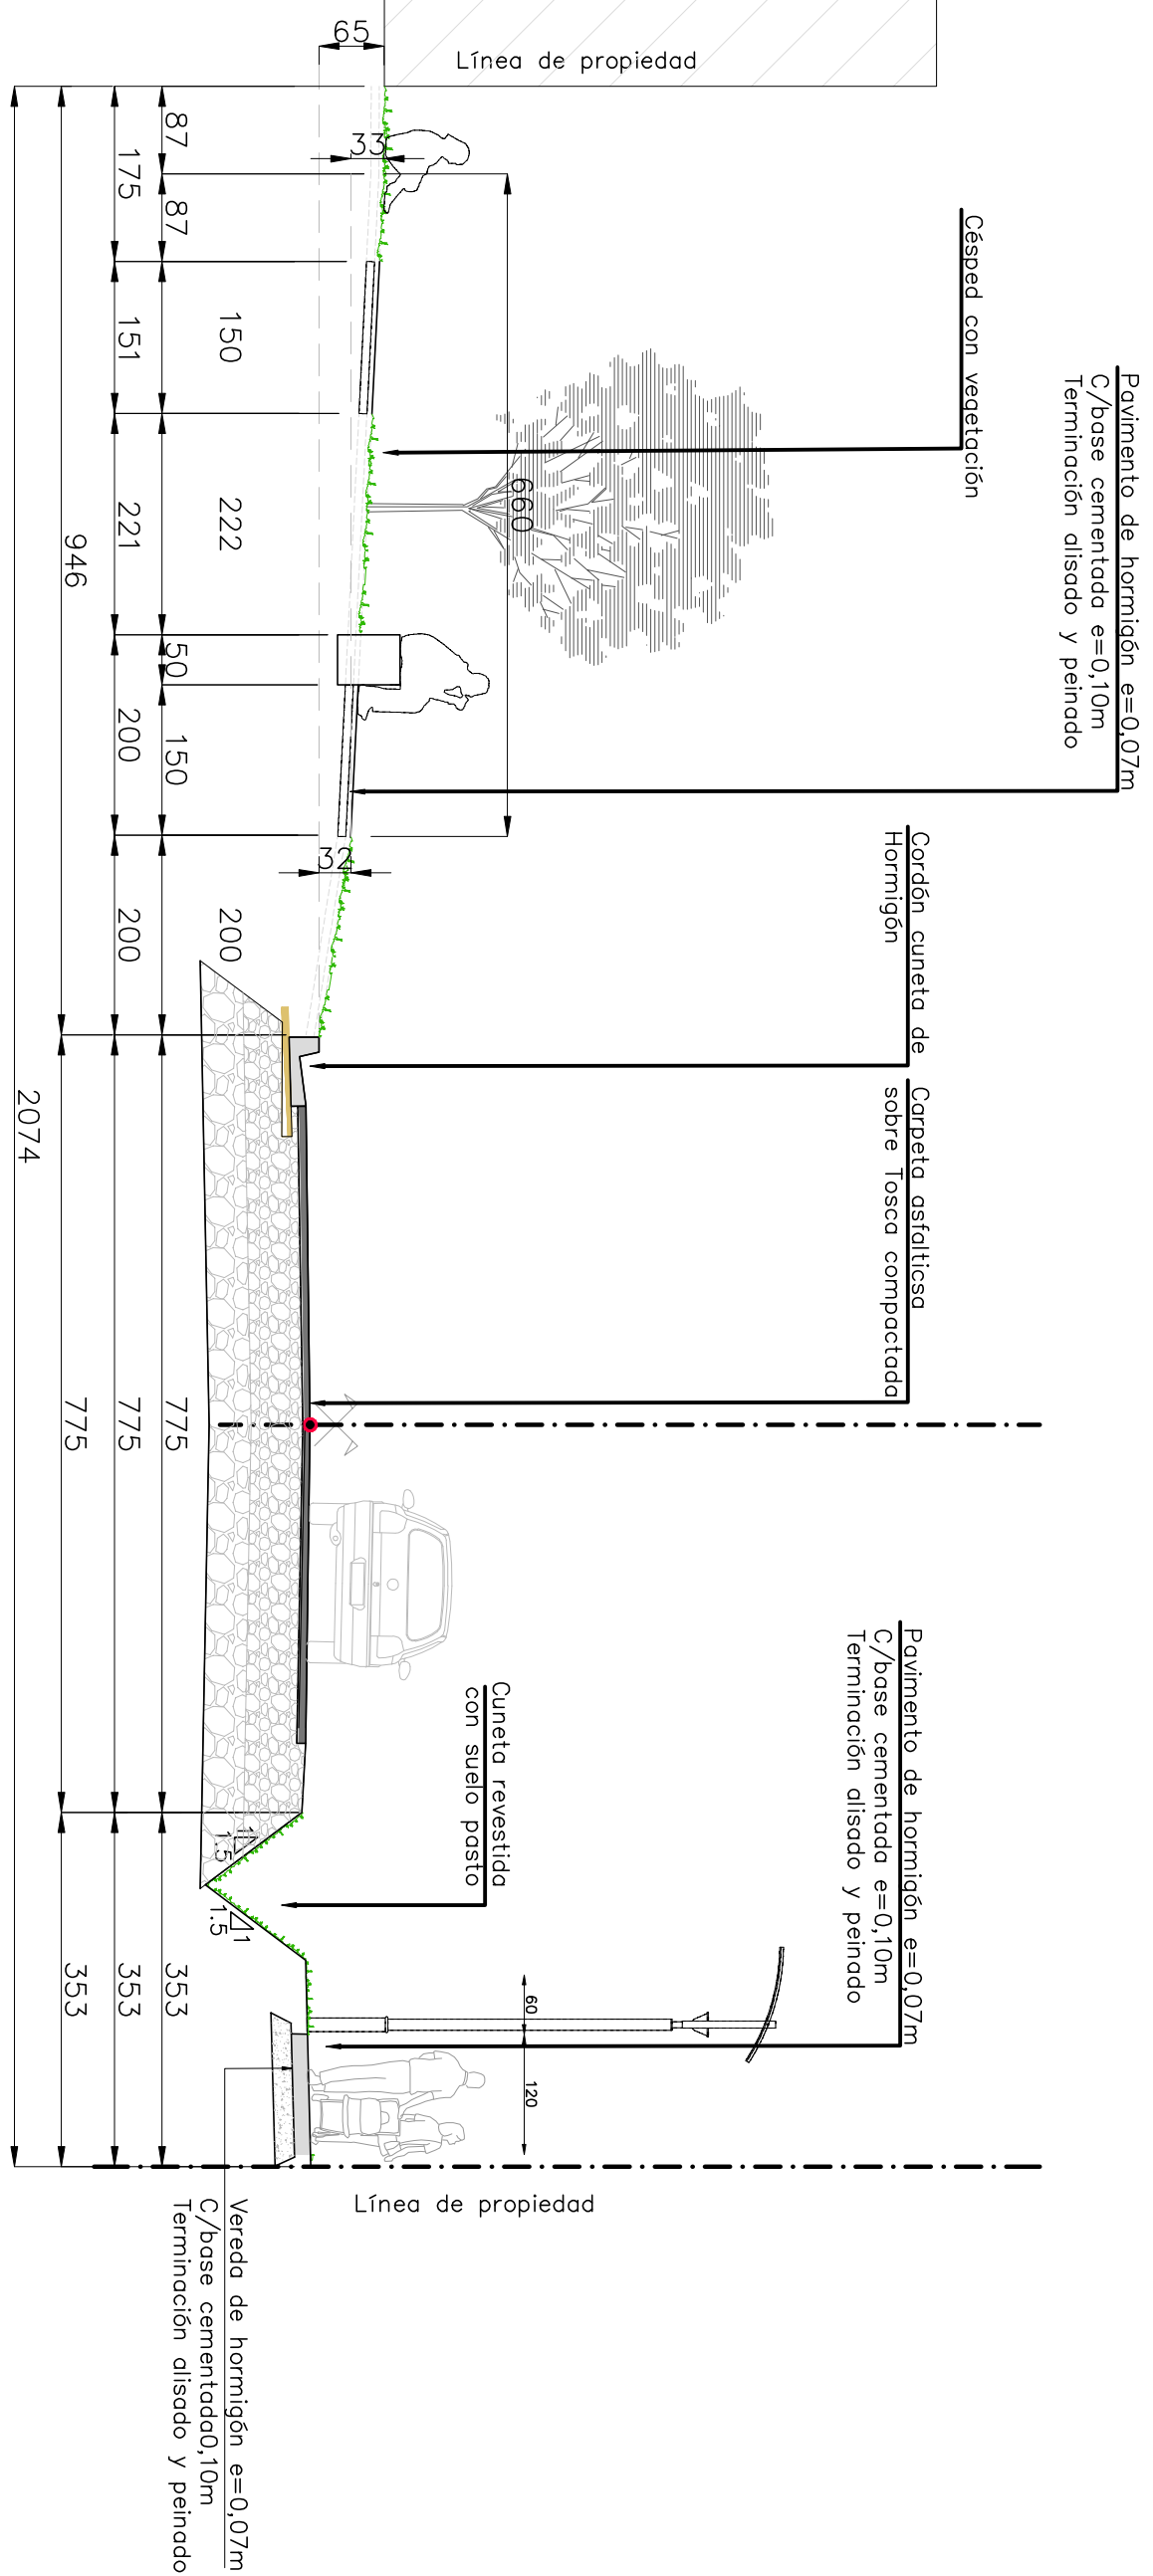 Línea de propiedad
65
33
660
32
Césped con vegetación
Pavimento de hormigón e=0,07m
C/base cementada e=0,10m
Terminación alisado y peinado
Cordón cuneta de
Hormigón
Carpeta asfalticsa
sobre Tosca compactada
Cuneta revestida
con suelo pasto
Pavimento de hormigón e=0,07m
C/base cementada e=0,10m
Terminación alisado y peinado
60
120
1
1.5
1
1.5
Línea de propiedad
Vereda de hormigón e=0,07m
C/base cementada0,10m
Terminación alisado y peinado
150
222
200
87
87
50
150
775
353
175
151
221
200
200
775
353
946
775
353
2074